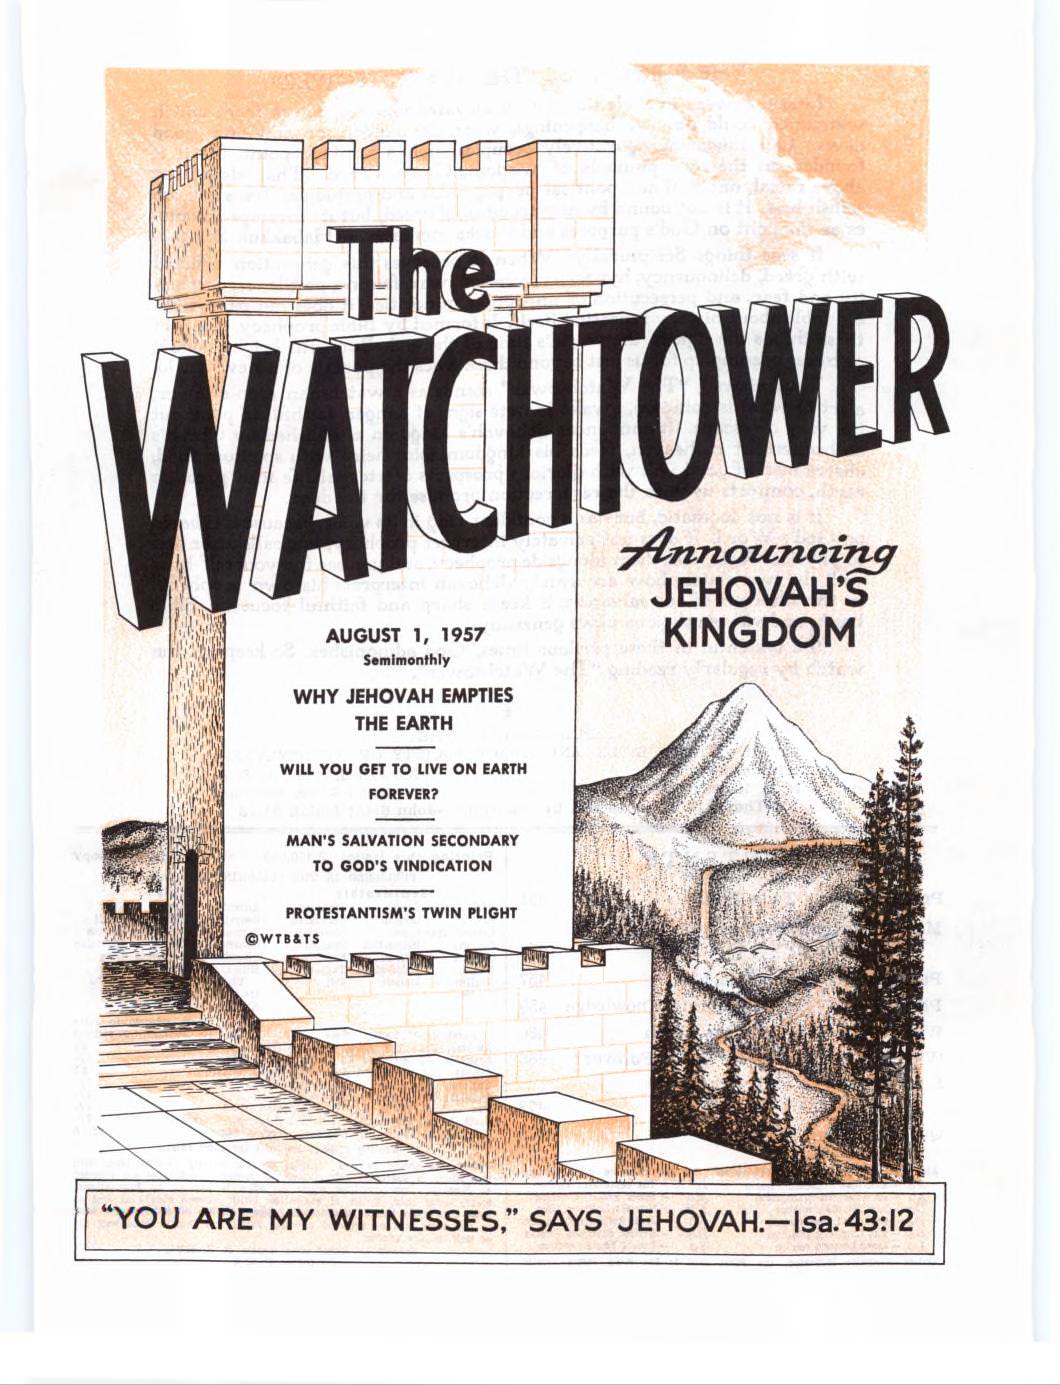 The
WATCHTOWER
Announcing
JEHOVAH'S
KINGDOM
AUGUST 1, 1957
Semimonthly
WHY JEHOVAH EMPTIES
THE EARTH
WILL YOU GET TO LIVE ON EARTH
FOREVER?
MAN'S SALVATION SECONDARY
TO GOD'S VINDICATION
PROTESTANTISM'S TWIN PLIGHT
©WTB&TS
“YOU ARE MY WITNESSES,” SAYS JEHOVAH.—Isa. 43:12